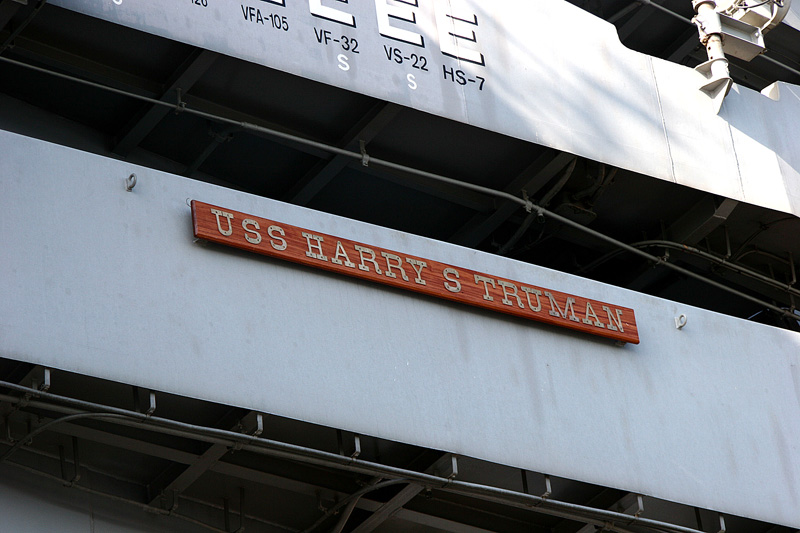 E E E E
VFA-105
VF-32
VS-22
HS-7
S
S
USS HARRY S TRUMAN